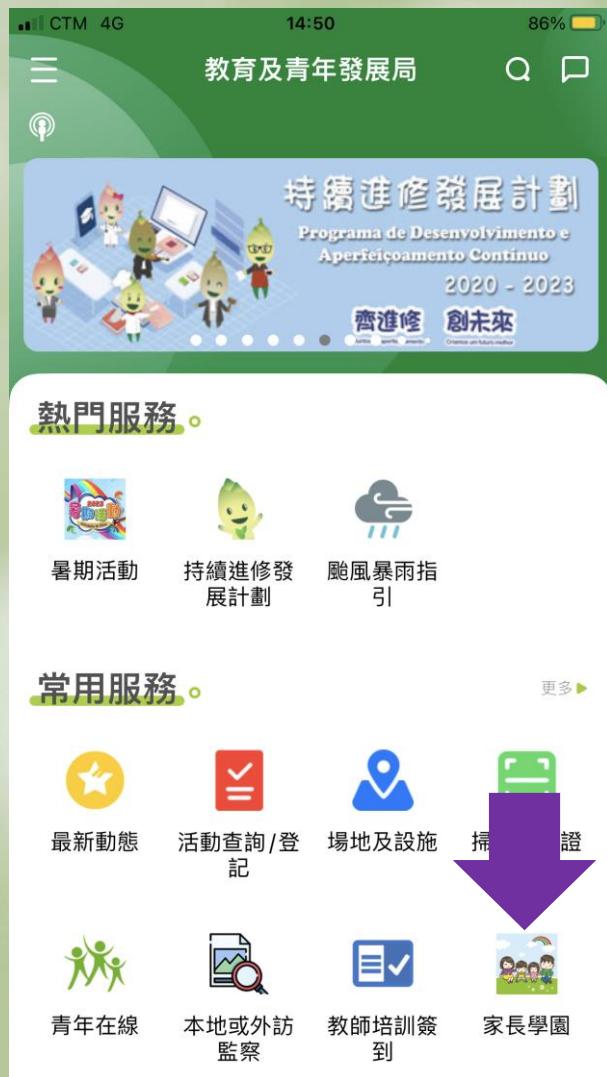 CTM 4G 14:50 86%
教育及青年發展局
持續進修發展計劃
Programa de Desenvolvimento e
Aperfeiçoamento Contínuo
2020 - 2023
齊進修 創未來
熱門服務
2023
暑期活動
暑期活動
持續進修發
展計劃
颱風暴雨指
引
常用服務
更多
最新動態
活動查詢/登
記
場地及設施
掃
證
青年在線
本地或外訪
監察
教師培訓簽
到
家長學園